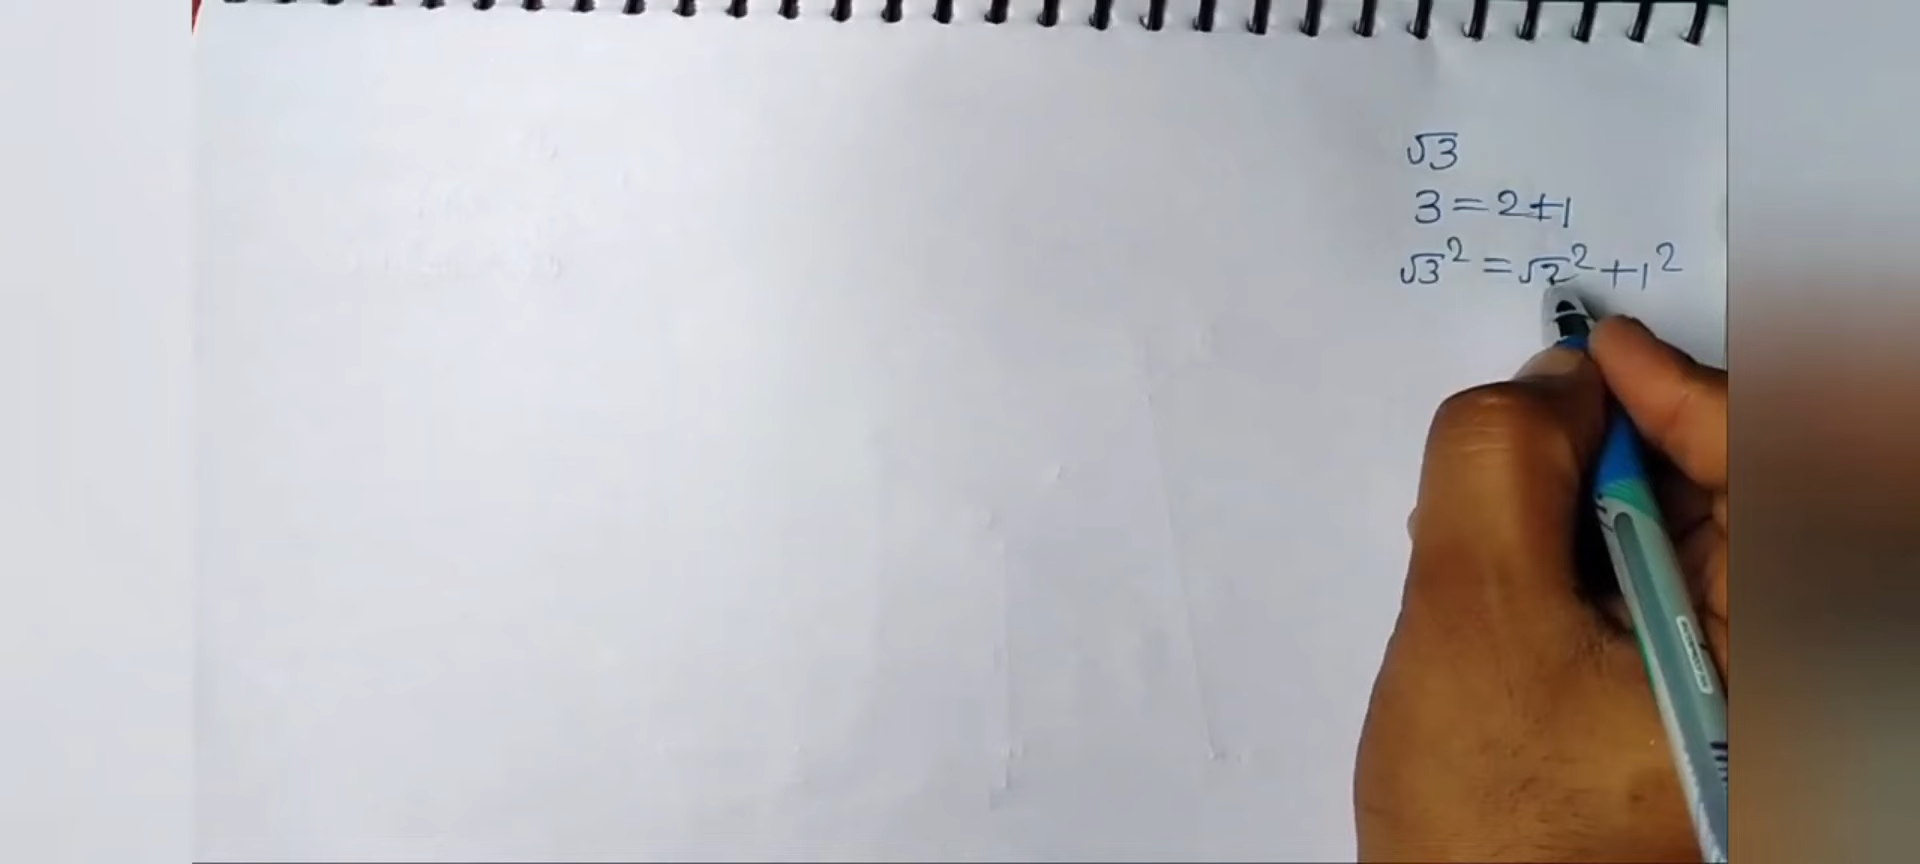 √3
3=2+1
√3² = √2² + 1²